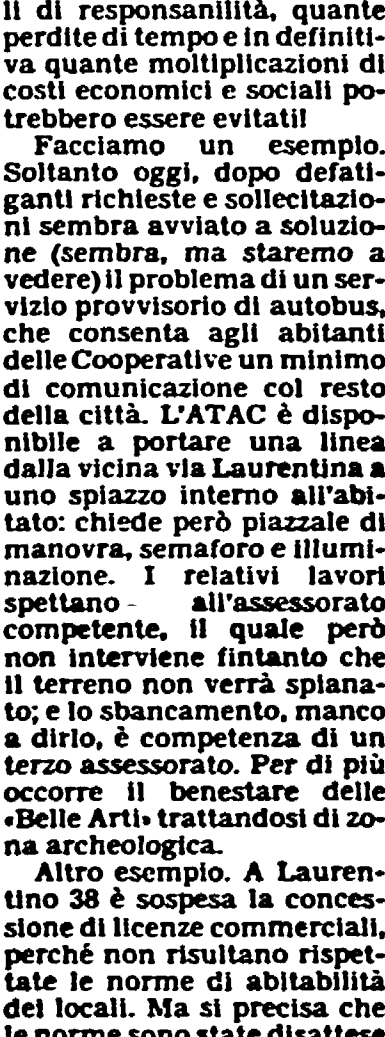 li di responsanilità, quante
perdite di tempo e in definiti-
va quante moltiplicazioni di
costi economici e sociali po-
trebbero essere evitati!
Facciamo un esempio.
Soltanto oggi, dopo defati-
ganti richieste e sollecitazio-
ni sembra avviato a soluzio-
ne (sembra, ma staremo a
vedere) il problema di un ser-
vizio provvisorio di autobus,
che consenta agli abitanti
delle Cooperative un minimo
di comunicazione col resto
della città. L'ATAC è dispo-
nibile a portare una linea
dalla vicina via Laurentina a
uno spiazzo interno all'abi-
tato: chiede però piazzale di
manovra, semaforo e illumi-
nazione. I relativi lavori
spettano all'assessorato
competente, il quale però
non interviene fintanto che
il terreno non verrà spiana-
to; e lo sbancamento, manco
a dirlo, è competenza di un
terzo assessorato. Per di più
occorre il benestare delle
«Belle Arti» trattandosi di zo-
na archeologica.
Altro esempio. A Lauren-
tino 38 è sospesa la conces-
sione di licenze commerciali,
perché non risultano rispet-
tate le norme di abitabilità
dei locali. Ma si precisa che
le norme sono state disattese